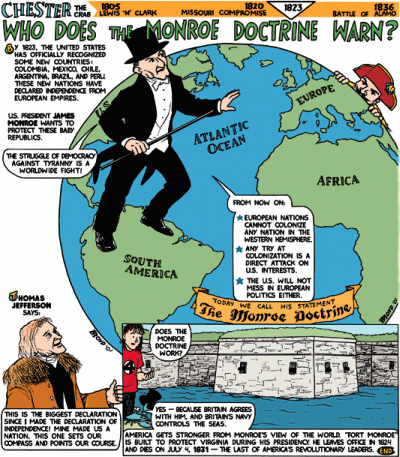 CHESTER THE CRAB
1805 LEWIS 'N' CLARK
1820 MISSOURI COMPROMISE
1823
1836 BATTLE OF ALAMO
WHO DOES THE MONROE DOCTRINE WARN?
BY 1823, THE UNITED STATES
HAS OFFICIALLY RECOGNIZED
SOME NEW COUNTRIES:
COLOMBIA, MEXICO, CHILE,
ARGENTINA, BRAZIL, AND PERU.
THESE NEW NATIONS HAVE
DECLARED INDEPENDENCE FROM
EUROPEAN EMPIRES.
U.S. PRESIDENT JAMES
MONROE WANTS TO
PROTECT THESE BABY
REPUBLICS.
THE STRUGGLE OF DEMOCRACY
AGAINST TYRANNY IS A
WORLDWIDE FIGHT!
ATLANTIC
OCEAN
EUROPE
AFRICA
SOUTH
AMERICA
FROM NOW ON:
EUROPEAN NATIONS
CANNOT COLONIZE
ANY NATION IN THE
WESTERN HEMISPHERE.
ANY TRY AT
COLONIZATION IS A
DIRECT ATTACK ON
U.S. INTERESTS.
THE U.S. WILL NOT
MESS IN EUROPEAN
POLITICS EITHER.
TODAY WE CALL HIS STATEMENT
The Monroe Doctrine
THOMAS
JEFFERSON
SAYS:
THIS IS THE BIGGEST DECLARATION
SINCE I MADE THE DECLARATION
OF INDEPENDENCE! MINE MADE US A
NATION. THIS ONE SETS OUR
COMPASS AND POINTS OUR COURSE.
DOES THE
MONROE
DOCTRINE
WORK?
4
YES — BECAUSE BRITAIN AGREES
WITH HIM, AND BRITAIN'S NAVY
CONTROLS THE SEAS.
AMERICA GETS STRONGER FROM MONROE'S VIEW OF THE WORLD. "FORT MONROE"
IS BUILT TO PROTECT VIRGINIA DURING HIS PRESIDENCY. HE LEAVES OFFICE IN 1824
AND DIES ON JULY 4, 1831 — THE LAST OF AMERICA'S REVOLUTIONARY LEADERS. END